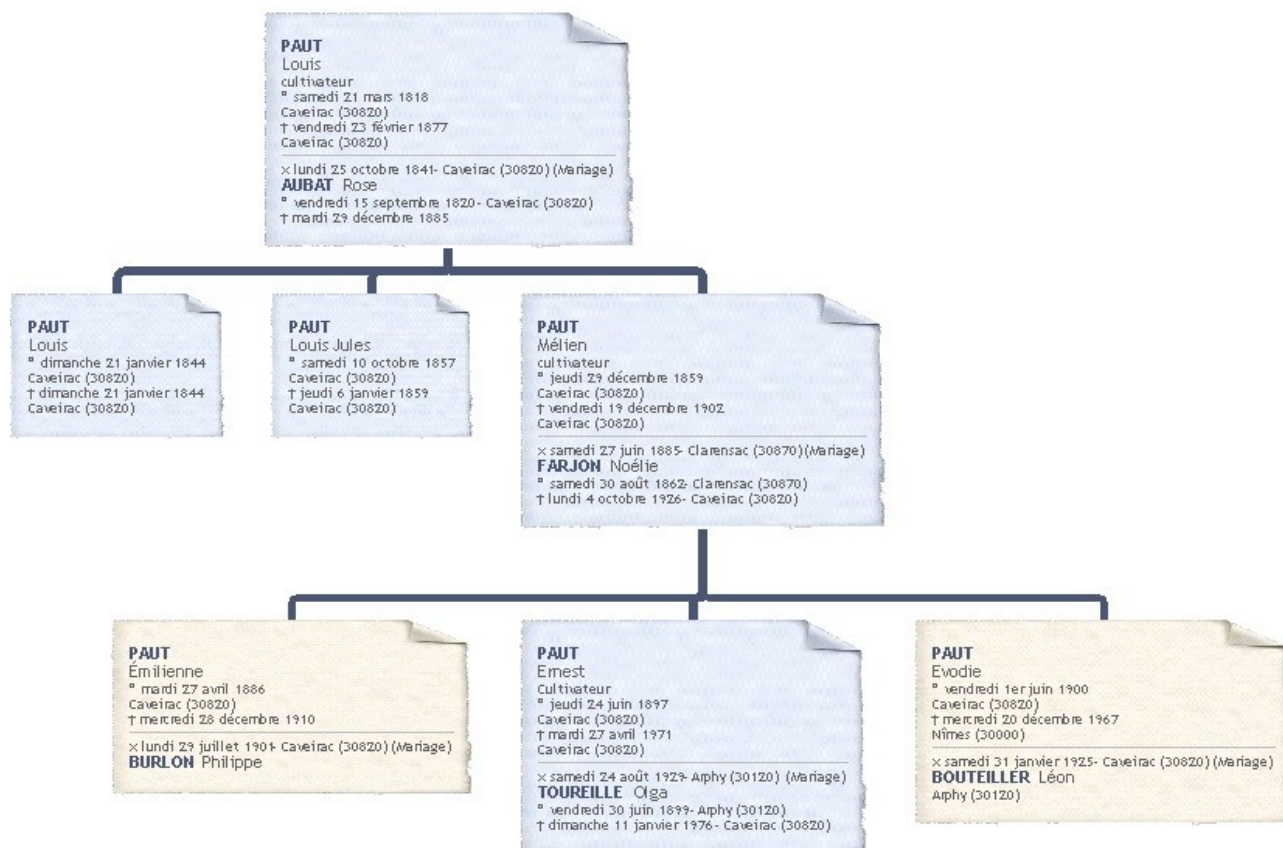 PAUT
Louis
cultivateur
° samedi 21 mars 1818
Caveirac (30820)
† vendredi 23 février 1877
Caveirac (30820)
× lundi 25 octobre 1841- Caveirac (30820) (Mariage)
AUBAT Rose
° vendredi 15 septembre 1820- Caveirac (30820)
† mardi 29 décembre 1885
PAUT
Louis
° dimanche 21 janvier 1844
Caveirac (30820)
† dimanche 21 janvier 1844
Caveirac (30820)
PAUT
Louis Jules
° samedi 10 octobre 1857
Caveirac (30820)
† jeudi 6 janvier 1859
Caveirac (30820)
PAUT
Mélien
cultivateur
° jeudi 29 décembre 1859
Caveirac (30820)
† vendredi 19 décembre 1902
Caveirac (30820)
× samedi 27 juin 1885- Clarensac (30870) (Mariage)
FARJON Noélie
° samedi 30 août 1862- Clarensac (30870)
† lundi 4 octobre 1926- Caveirac (30820)
PAUT
Émilienne
° mardi 27 avril 1886
Caveirac (30820)
† mercredi 28 décembre 1910
× lundi 29 juillet 1901- Caveirac (30820) (Mariage)
BURLON Philippe
PAUT
Ernest
Cultivateur
° jeudi 24 juin 1897
Caveirac (30820)
† mardi 27 avril 1971
Caveirac (30820)
× samedi 24 août 1929- Arphy (30120) (Mariage)
TOUREILLE Olga
° vendredi 30 juin 1899- Arphy (30120)
† dimanche 11 janvier 1976- Caveirac (30820)
PAUT
Evodie
° vendredi 1er juin 1900
Caveirac (30820)
† mercredi 20 décembre 1967
Nîmes (30000)
× samedi 31 janvier 1925- Caveirac (30820) (Mariage)
BOUTEILLER Léon
Arphy (30120)